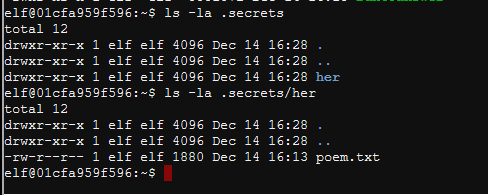 elf@01cfa959f596:~$ ls -la .secrets
total 12
drwxr-xr-x 1 elf elf 4096 Dec 14 16:28 .
drwxr-xr-x 1 elf elf 4096 Dec 14 16:28 ..
drwxr-xr-x 1 elf elf 4096 Dec 14 16:28 her
elf@01cfa959f596:~$ ls -la .secrets/her
total 12
drwxr-xr-x 1 elf elf 4096 Dec 14 16:28 .
drwxr-xr-x 1 elf elf 4096 Dec 14 16:28 ..
-rw-r--r-- 1 elf elf 1880 Dec 14 16:13 poem.txt
elf@01cfa959f596:~$